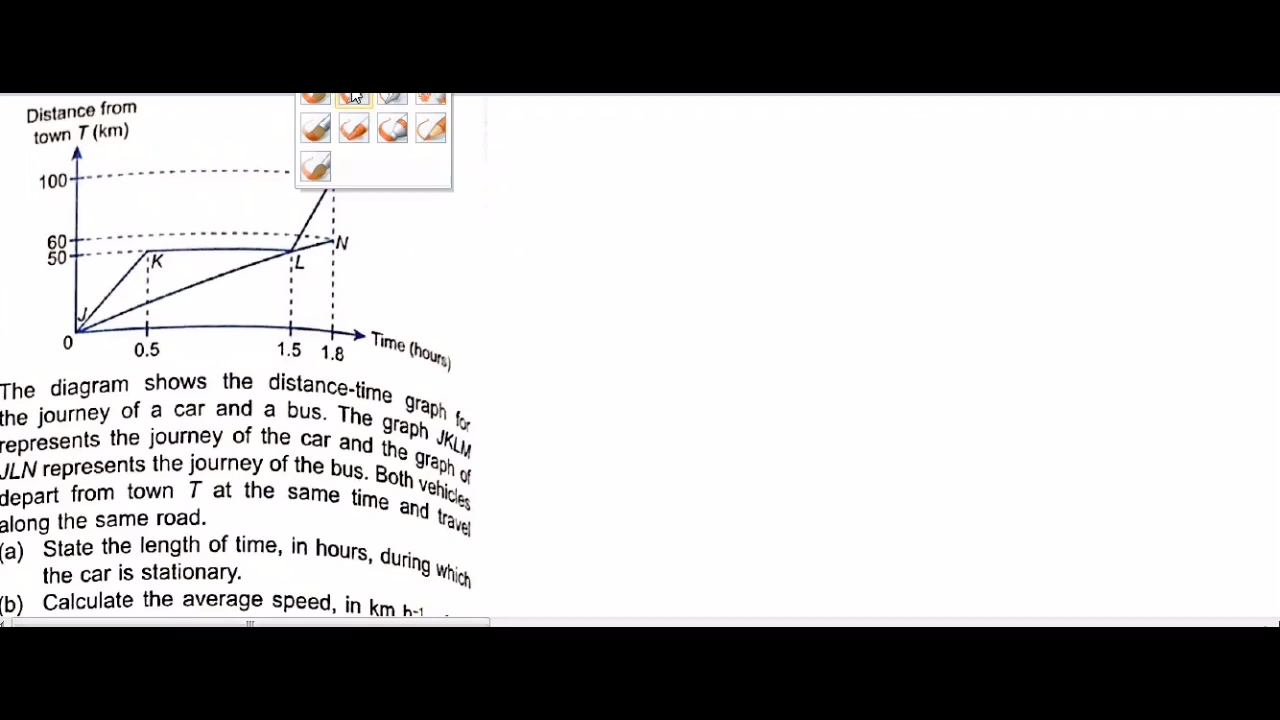 Distance from
town T (km)
100
60
50
N
K
L
J
0
0.5
1.5
1.8
Time (hours)
The diagram shows the distance-time graph for
the journey of a car and a bus. The graph JKLM
represents the journey of the car and the graph of
JLN represents the journey of the bus. Both vehicles
depart from town T at the same time and travel
along the same road.
(a) State the length of time, in hours, during which
the car is stationary.
(b) Calculate the average speed, in km h-1